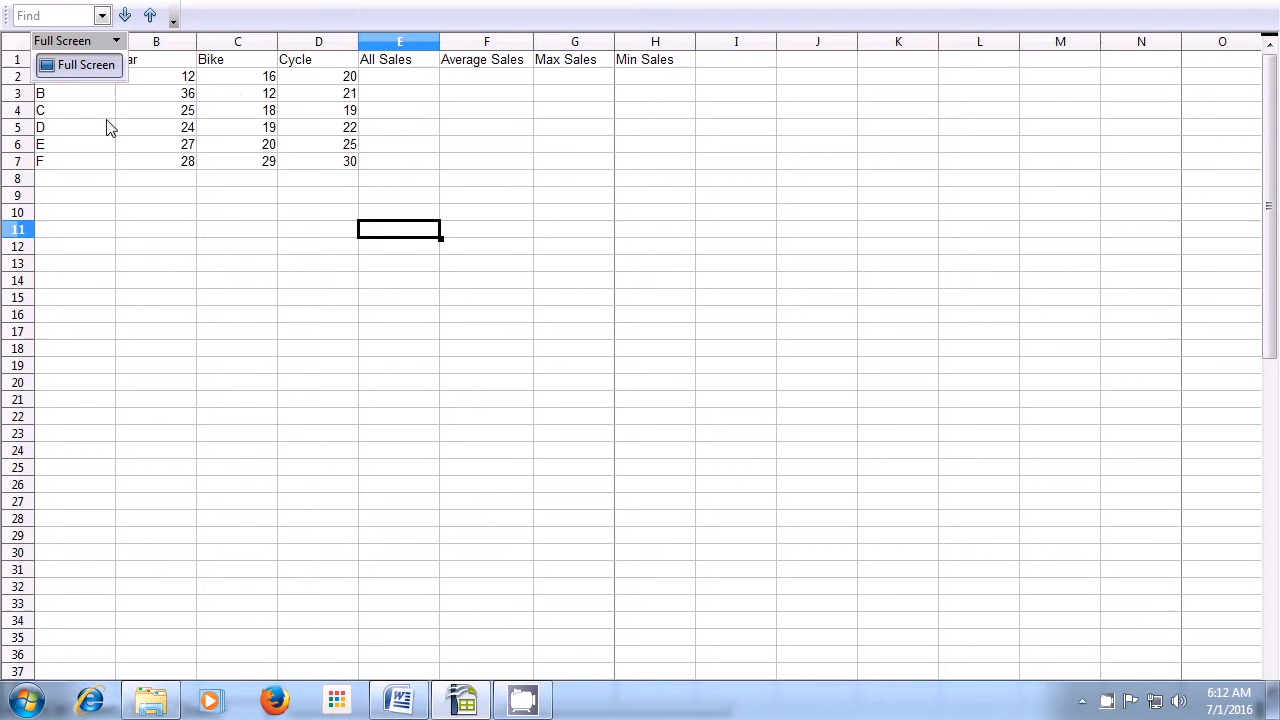 Find
Full Screen
Full Screen
B C D E F G H I J K L M N O
1 Bike Cycle All Sales Average Sales Max Sales Min Sales
2 12 16 20
3 B 36 12 21
4 C 25 18 19
5 D 24 19 22
6 E 27 20 25
7 F 28 29 30
8
9
10
11
12
13
14
15
16
17
18
19
20
21
22
23
24
25
26
27
28
29
30
31
32
33
34
35
36
37
6:12 AM
7/1/2016